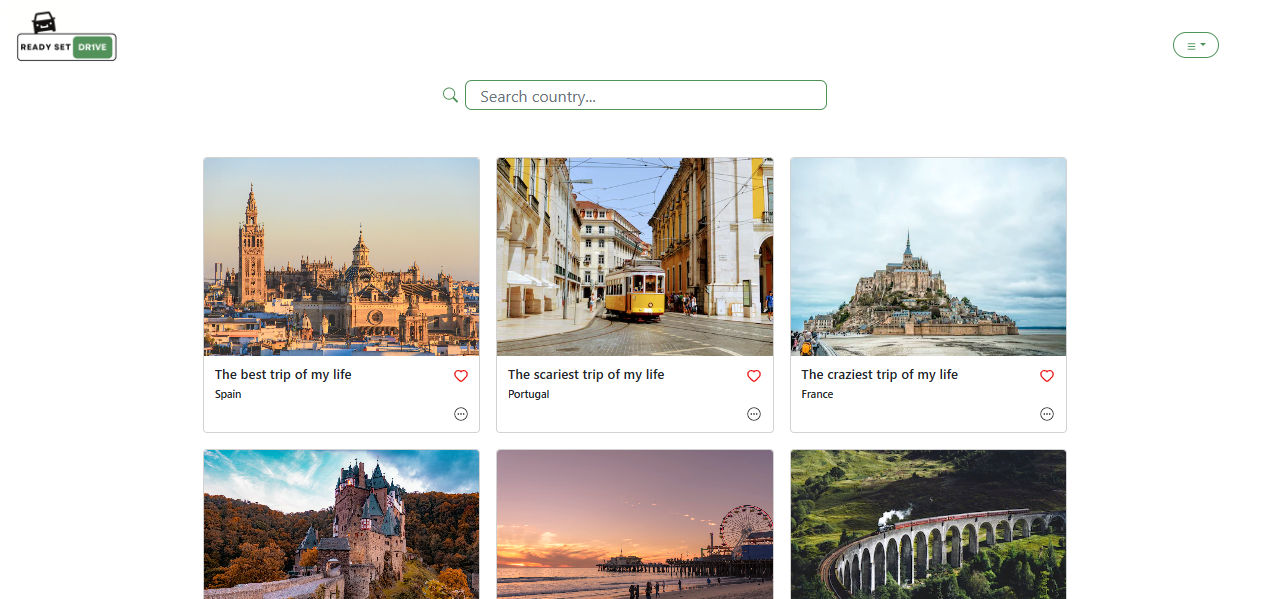 READY SET DR1VE
Search country...
The best trip of my life
Spain
The scariest trip of my life
Portugal
The craziest trip of my life
France